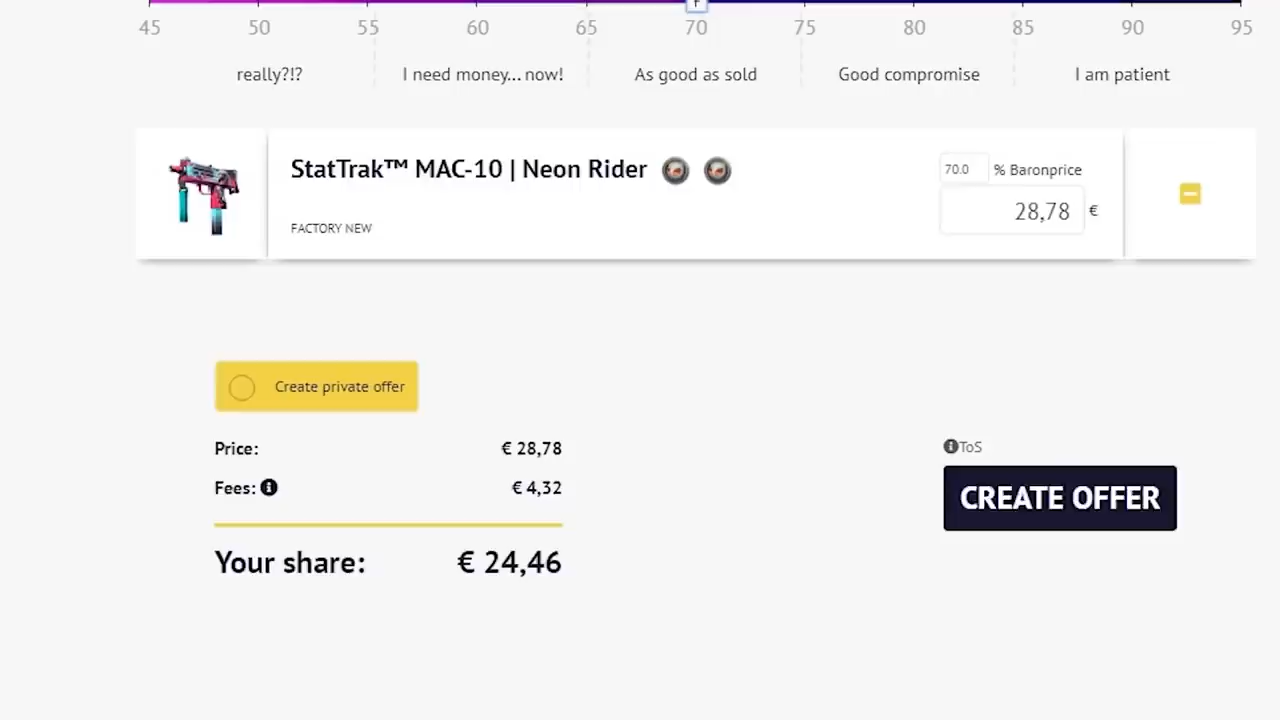 45 50 55 60 65 70 75 80 85 90 95
really?!? I need money... now! As good as sold Good compromise I am patient
StatTrak™ MAC-10 | Neon Rider
70.0 % Baronprice
28,78 €
FACTORY NEW
Create private offer
Price: € 28,78
ToS
Fees: € 4,32
CREATE OFFER
Your share: € 24,46